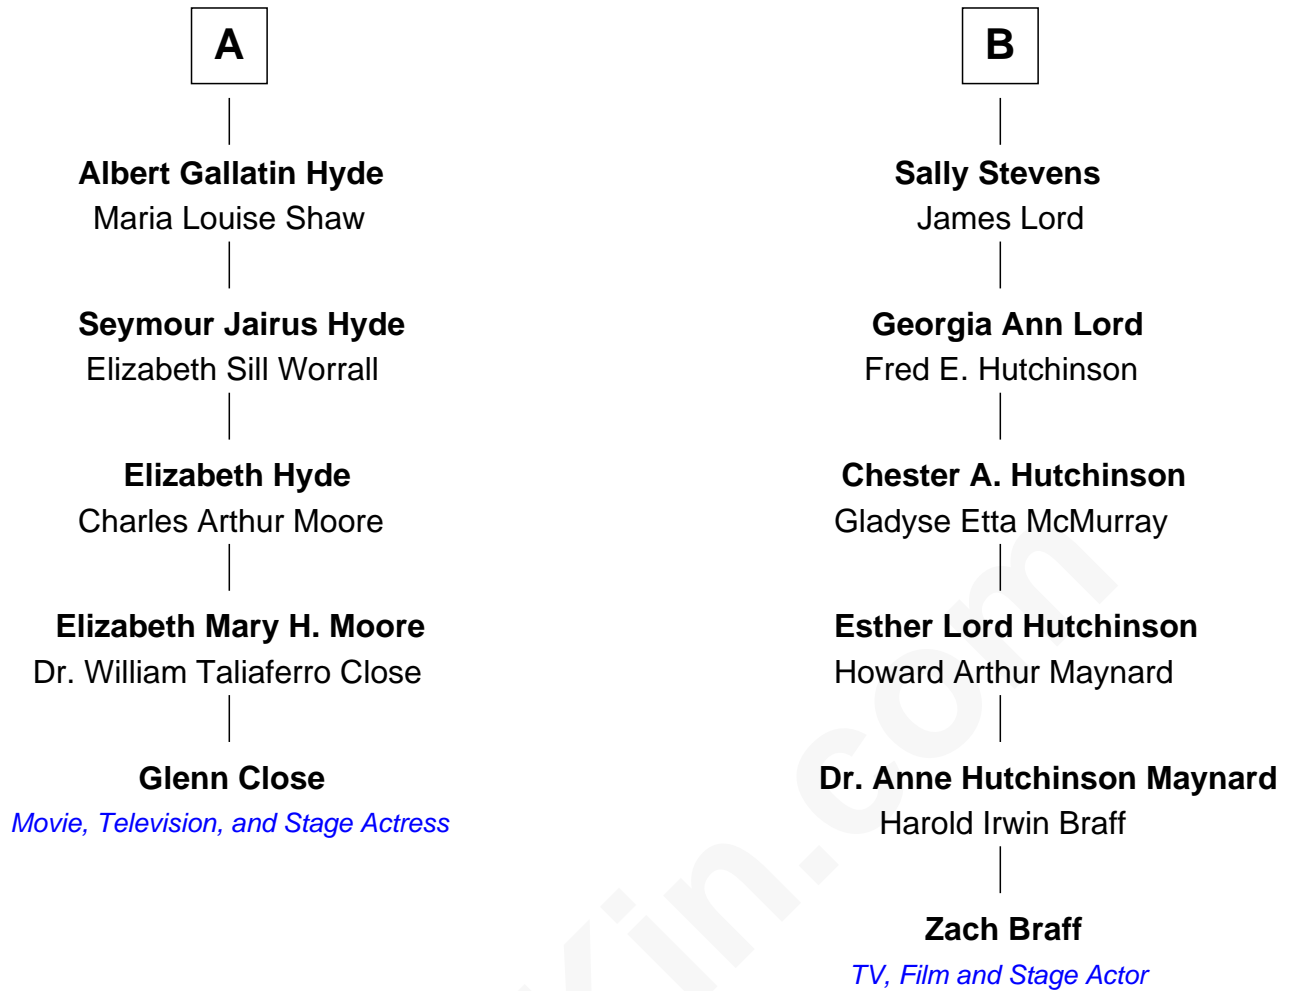 A
Albert Gallatin Hyde
Maria Louise Shaw
Seymour Jairus Hyde
Elizabeth Sill Worrall
Elizabeth Hyde
Charles Arthur Moore
Elizabeth Mary H. Moore
Dr. William Taliaferro Close
Glenn Close
Movie, Television, and Stage Actress
B
Sally Stevens
James Lord
Georgia Ann Lord
Fred E. Hutchinson
Chester A. Hutchinson
Gladyse Etta McMurray
Esther Lord Hutchinson
Howard Arthur Maynard
Dr. Anne Hutchinson Maynard
Harold Irwin Braff
Zach Braff
TV, Film and Stage Actor
Kin.com